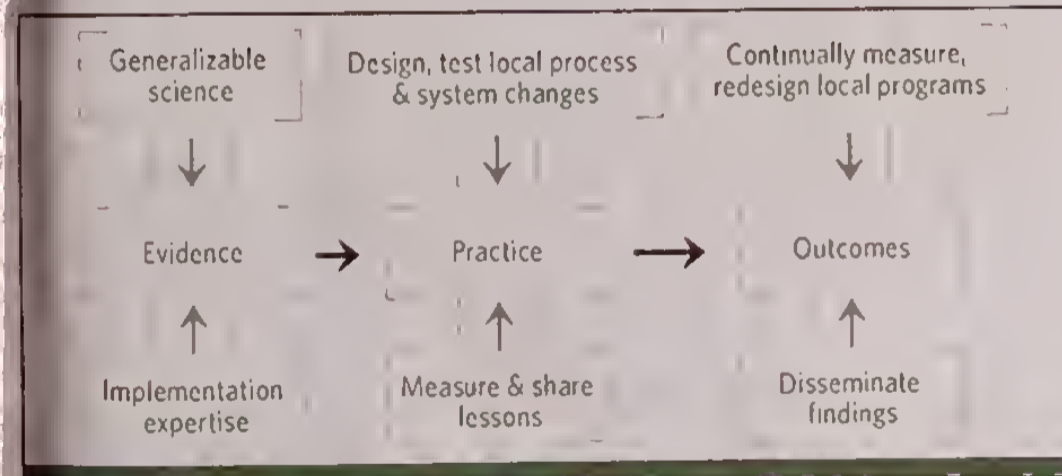 Generalizable
science
Design, test local process
& system changes
Continually measure,
redesign local programs
Evidence
Practice
Outcomes
Implementation
expertise
Measure & share
lessons
Disseminate
findings